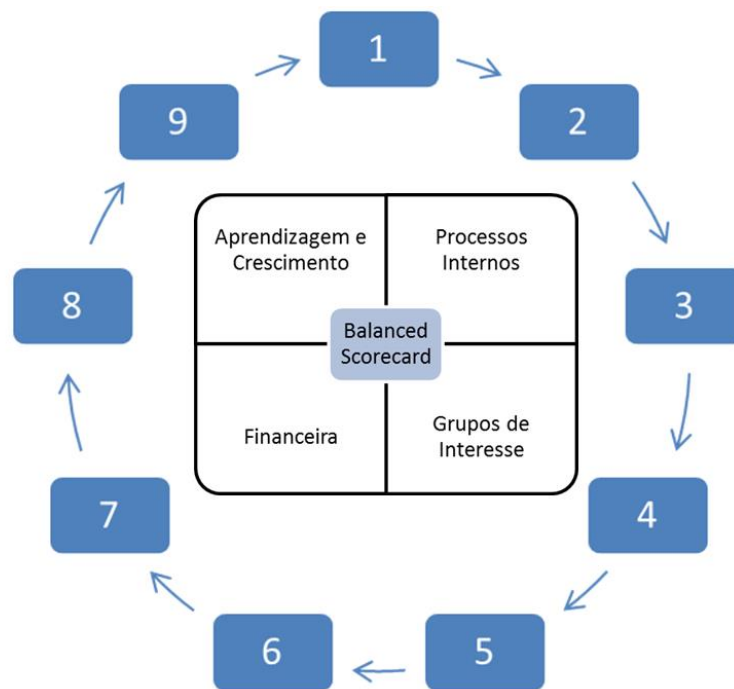 1
2
3
4
5
6
7
8
9
Aprendizagem e
Crescimento
Processos
Internos
Balanced
Scorecard
Financeira
Grupos de
Interesse